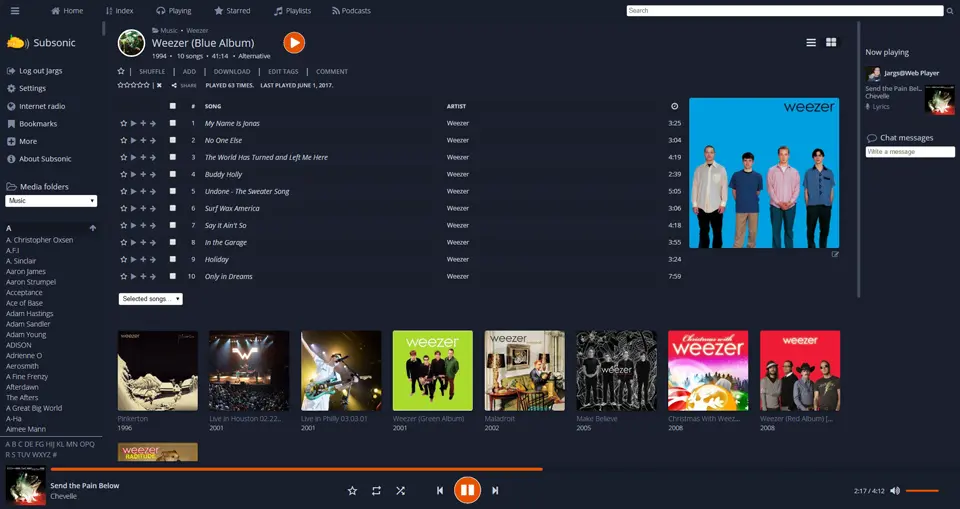 Home Index Playing Starred Playlists Podcasts Search
Subsonic
Log out Jargs
Settings
Internet radio
Bookmarks
More
About Subsonic
Media folders
Music
A
A. Christopher Oxsen
A.F.I
A. Sinclair
Aaron James
Aaron Strumpel
Acceptance
Ace of Base
Adam Hastings
Adam Sandler
Adam Young
ADISON
Adrienne O
Aerosmith
A Fine Frenzy
Afterdawn
The Afters
A Great Big World
A-Ha
Aimee Mann
A B C DE FG HIJ KL MN OPQ
R S TUV WXYZ #
Music • Weezer
Weezer (Blue Album)
1994 • 10 songs • 41:14 • Alternative
| SHUFFLE | ADD | DOWNLOAD | EDIT TAGS | COMMENT
| SHARE PLAYED 63 TIMES. LAST PLAYED JUNE 1, 2017.
# SONG ARTIST
1 My Name Is Jonas Weezer 3:25
2 No One Else Weezer 3:04
3 The World Has Turned and Left Me Here Weezer 4:19
4 Buddy Holly Weezer 2:39
5 Undone - The Sweater Song Weezer 5:05
6 Surf Wax America Weezer 3:06
7 Say It Ain't So Weezer 4:18
8 In the Garage Weezer 3:55
9 Holiday Weezer 3:24
10 Only in Dreams Weezer 7:59
Selected songs ..
weezer
Now playing
Jargs@Web Player
Send the Pain Bel..
Chevelle
Lyrics
Chat messages
Write a message
weezer
Christmas with
weezer
Pinkerton
1996
Live in Houston 02.22...
2001
Live in Philly 03.03.01
2001
Weezer (Green Album)
2001
Maladroit
2002
Make Believe
2005
Christmas With Weez...
2008
Weezer (Red Album) [...
2008
weezer
RADITUDE
Send the Pain Below
Chevelle
2:17 / 4:12